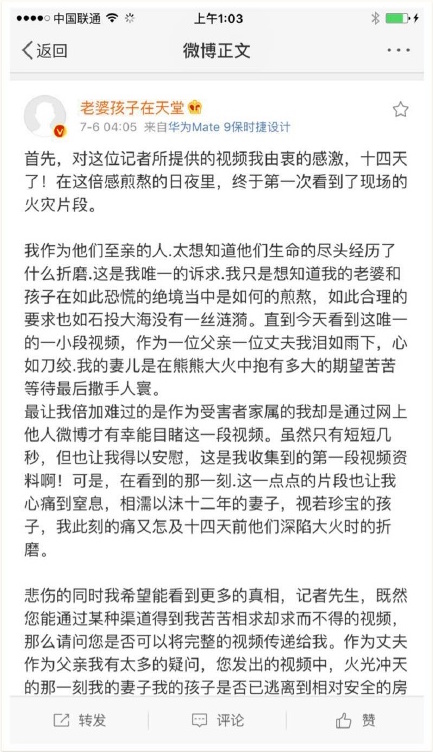 中国联通
上午1:03
返回
微博正文
老婆孩子在天堂
7-6 04:05 来自华为Mate 9保时捷设计
首先，对这位记者所提供的视频我由衷的感激，十四天
了！在这倍感煎熬的日夜里，终于第一次看到了现场的
火灾片段。
我作为他们至亲的人.太想知道他们生命的尽头经历了
什么折磨.这是我唯一的诉求.我只是想知道我的老婆和
孩子在如此恐慌的绝境当中是如何的煎熬，如此合理的
要求也如石投大海没有一丝涟漪。直到今天看到这唯一
的一小段视频，作为一位父亲一位丈夫我泪如雨下，心
如刀绞.我的妻儿是在熊熊大火中抱有多大的期望苦苦
等待最后撒手人寰。
最让我倍加难过的是作为受害者家属的我却是通过网上
他人微博才有幸能目睹这一段视频。虽然只有短短几
秒，但也让我得以安慰，这是我收集到的第一段视频资
料啊！可是，在看到的那一刻.这一点点的片段也让我
心痛到窒息，相濡以沫十二年的妻子，视若珍宝的孩
子，我此刻的痛又怎及十四天前他们深陷大火时的折
磨。
悲伤的同时我希望能看到更多的真相，记者先生，既然
您能通过某种渠道得到我苦苦相求却求而不得的视频，
那么请问您是否可以将完整的视频传递给我。作为丈夫
作为父亲我有太多的疑问，您发出的视频中，火光冲天
的那一刻我的妻子我的孩子是否已逃离到相对安全的房
转发
评论
赞